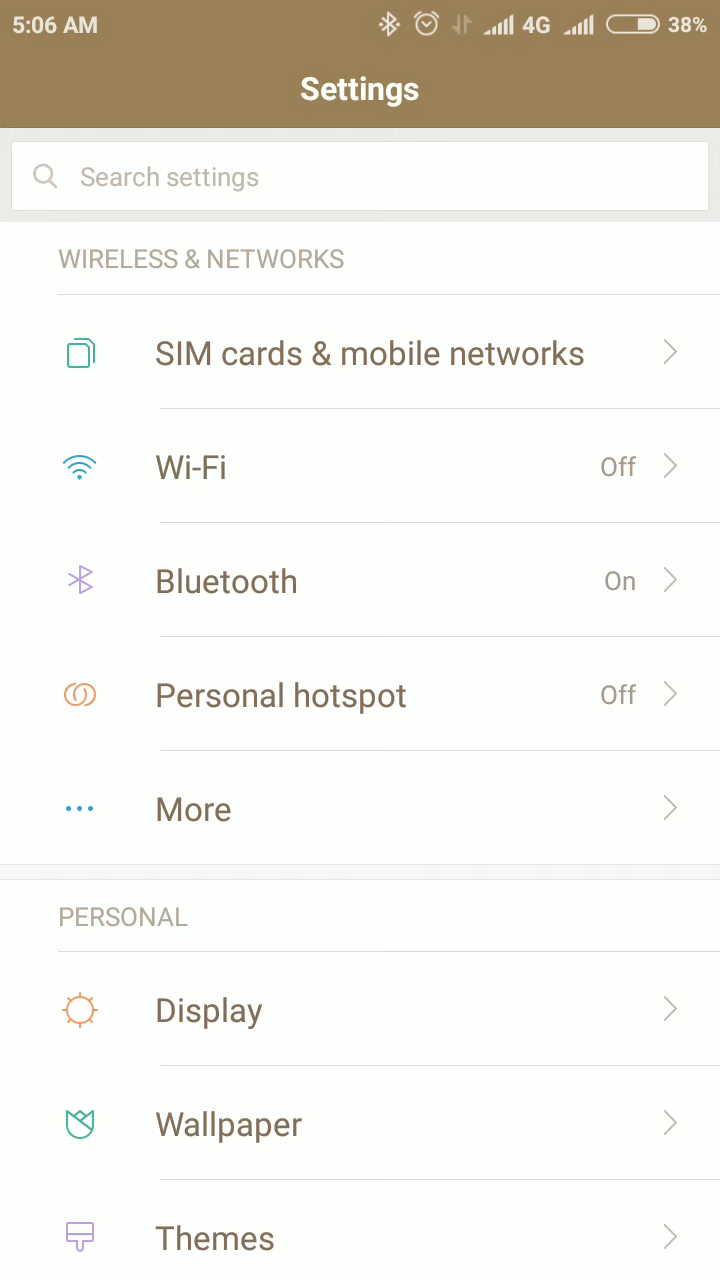 5:06 AM 4G 38%
Settings
Search settings
WIRELESS & NETWORKS
SIM cards & mobile networks
Wi-Fi Off
Bluetooth On
Personal hotspot Off
More
PERSONAL
Display
Wallpaper
Themes